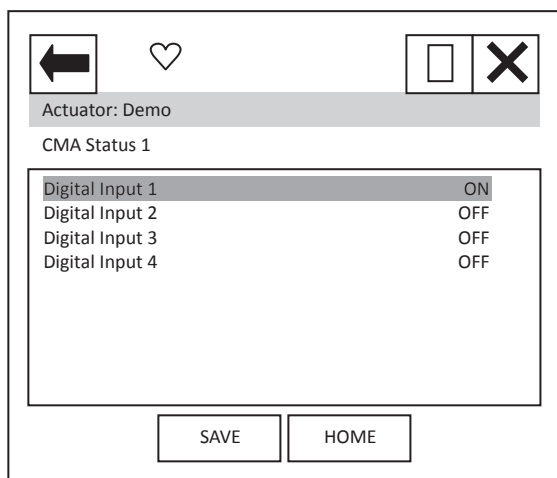 Actuator: Demo
CMA Status 1
Digital Input 1 ON
Digital Input 2 OFF
Digital Input 3 OFF
Digital Input 4 OFF
SAVE HOME